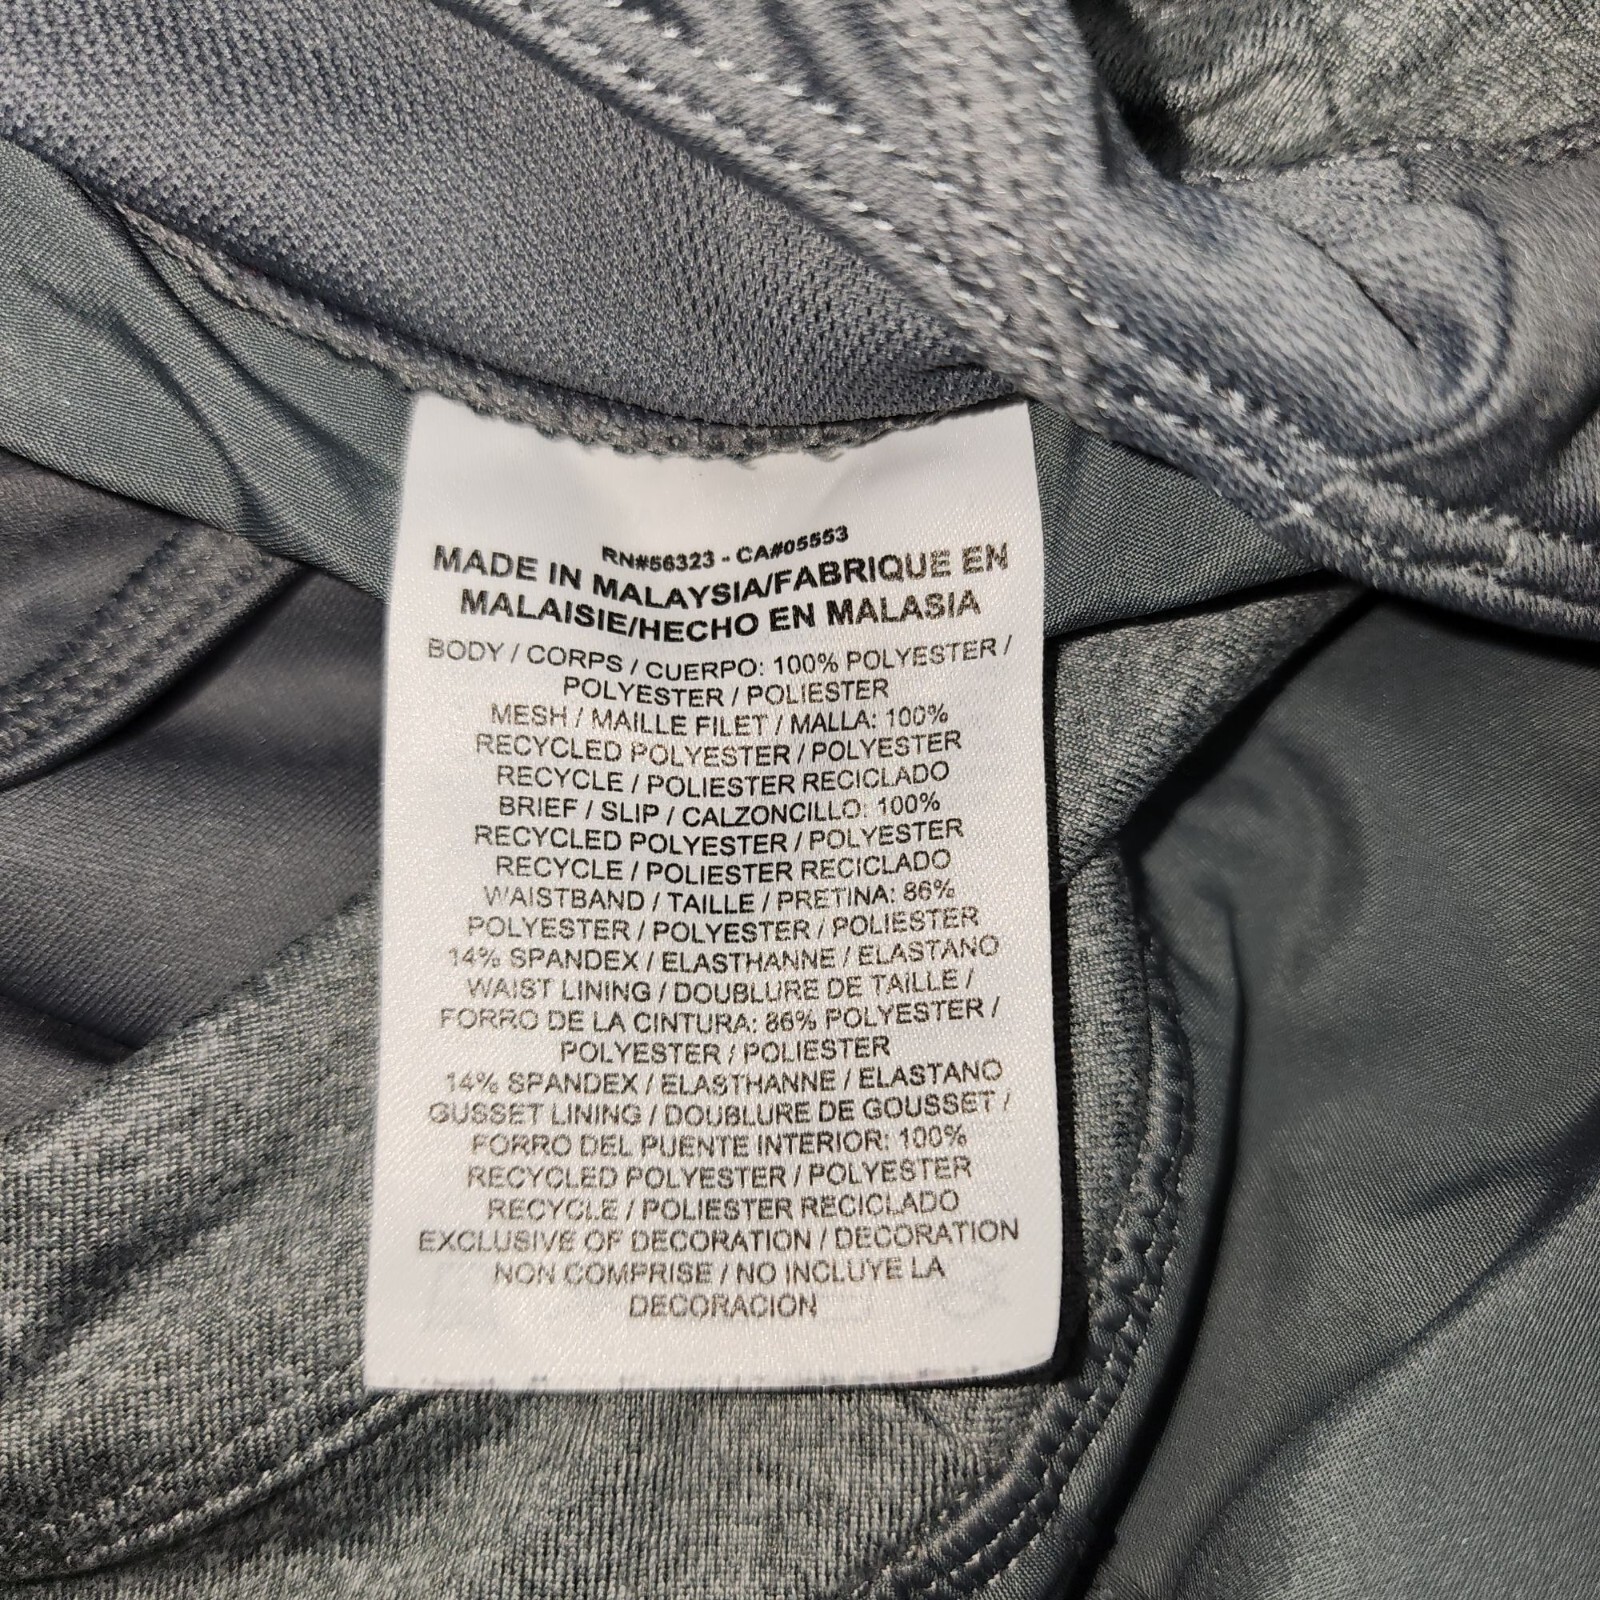 RN#56323 - CA#05553
MADE IN MALAYSIA/FABRIQUE EN
MALAISIE/HECHO EN MALASIA
BODY / CORPS / CUERPO: 100% POLYESTER /
POLYESTER / POLIESTER
MESH / MAILLE FILET / MALLA: 100%
RECYCLED POLYESTER / POLYESTER
RECYCLE / POLIESTER RECICLADO
BRIEF / SLIP / CALZONCILLO: 100%
RECYCLED POLYESTER / POLYESTER
RECYCLE / POLIESTER RECICLADO
WAISTBAND / TAILLE / PRETINA: 86%
POLYESTER / POLYESTER / POLIESTER
14% SPANDEX / ELASTHANNE / ELASTANO
WAIST LINING / DOUBLURE DE TAILLE /
FORRO DE LA CINTURA: 86% POLYESTER /
POLYESTER / POLIESTER
14% SPANDEX / ELASTHANNE / ELASTANO
GUSSET LINING / DOUBLURE DE GOUSSET /
FORRO DEL PUENTE INTERIOR: 100%
RECYCLED POLYESTER / POLYESTER
RECYCLE / POLIESTER RECICLADO
EXCLUSIVE OF DECORATION / DECORATION
NON COMPRISE / NO INCLUYE LA
DECORACION